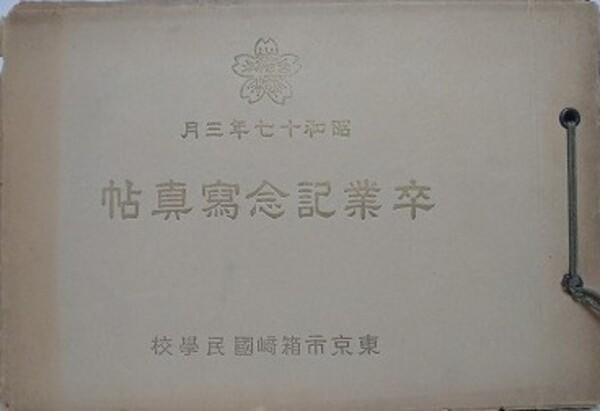 昭和十七年三月
卒業記念寫真帖
東京市箱崎國民學校